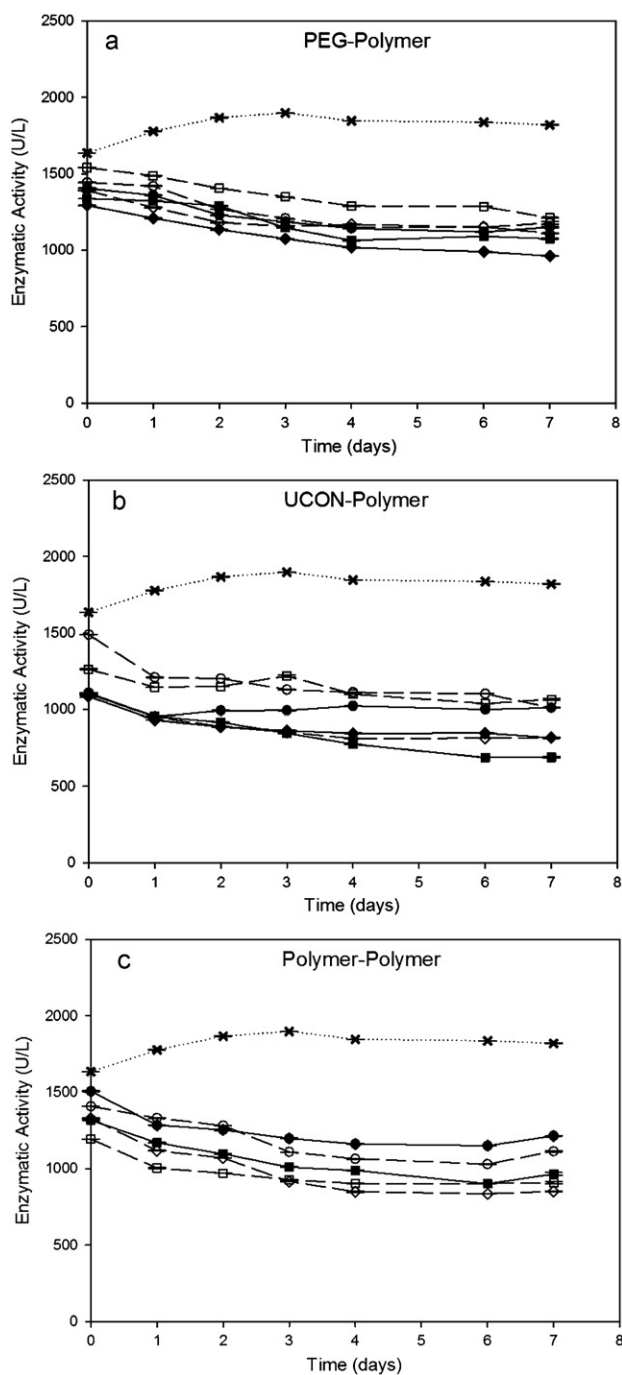 a
PEG-Polymer
2500
2000
1500
1000
500
0
Enzymatic Activity (U/L)
0 1 2 3 4 5 6 7 8
Time (days)
b
UCON-Polymer
2500
2000
1500
1000
500
0
Enzymatic Activity (U/L)
0 1 2 3 4 5 6 7 8
Time (days)
c
Polymer-Polymer
2500
2000
1500
1000
500
0
Enzymatic Activity (U/L)
0 1 2 3 4 5 6 7 8
Time (days)